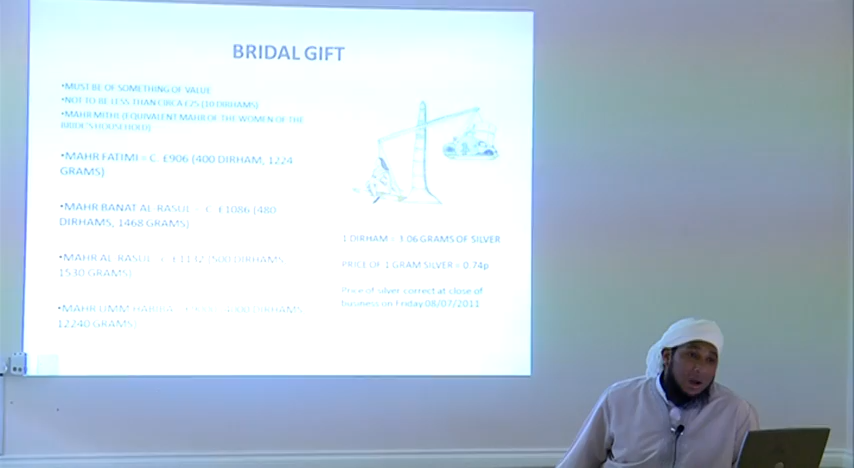 BRIDAL GIFT
•MUST BE OF SOMETHING OF VALUE
•NOT TO BE LESS THAN CIRCA £25 (10 DIRHAMS)
•MAHR MITHL (EQUIVALENT MAHR OF THE WOMEN OF THE
BRIDE'S HOUSEHOLD)
•MAHR FATIMI = C. £906 (400 DIRHAM, 1224
GRAMS)
•MAHR BANAT AL-RASUL = C. £1086 (480
DIRHAMS, 1468 GRAMS)
•MAHR AL-RASUL = C. £1132 (500 DIRHAMS
1530 GRAMS)
•MAHR UMM HABIBA DIRHAMS
12240 GRAMS)
1 DIRHAM = 3.06 GRAMS OF SILVER
PRICE OF 1 GRAM SILVER = 0.74p
Price of silver correct at close of
business on Friday 08/07/2011